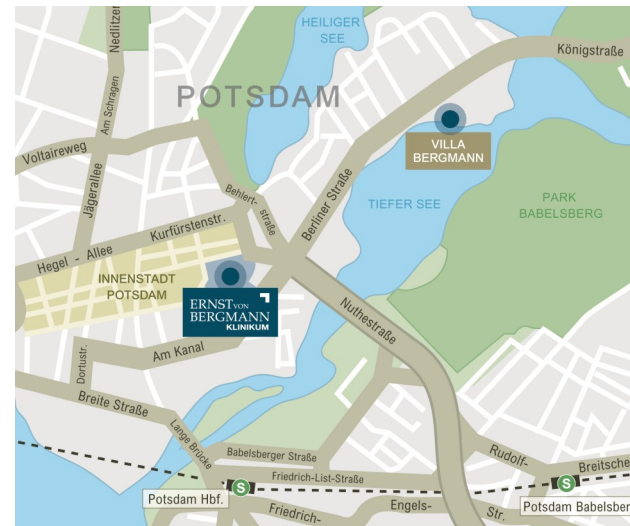 HEILIGER
SEE
Nedlitzer
Königstraße
Am Schragen
POTSDAM
VILLA
BERGMANN
Voltaireweg
Jägerallee
Behlert-
straße
Berliner Straße
TIEFER SEE
PARK
BABELSBERG
Kurfürstenstr.
Hegel - Allee
INNENSTADT
POTSDAM
ERNST VON
BERGMANN
KLINIKUM
Nuthestraße
Am Kanal
Dortustr.
Breite Straße
Lange Brücke
Babelsberger Straße
Rudolf-
Breitsche
Friedrich-List-Straße
S
S
Potsdam Hbf.
Friedrich-
Engels-
Str.
Potsdam Babelsber